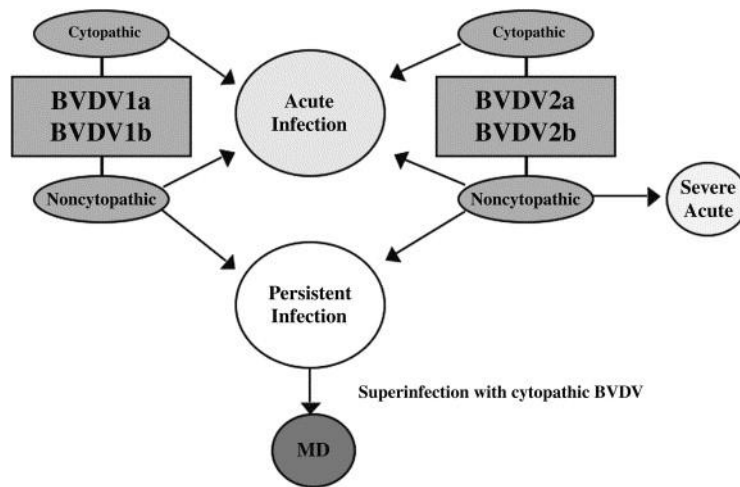 Cytopathic
BVDV1a
BVDV1b
Noncytopathic
Acute
Infection
Cytopathic
BVDV2a
BVDV2b
Noncytopathic
Severe
Acute
Persistent
Infection
Superinfection with cytopathic BVDV
MD